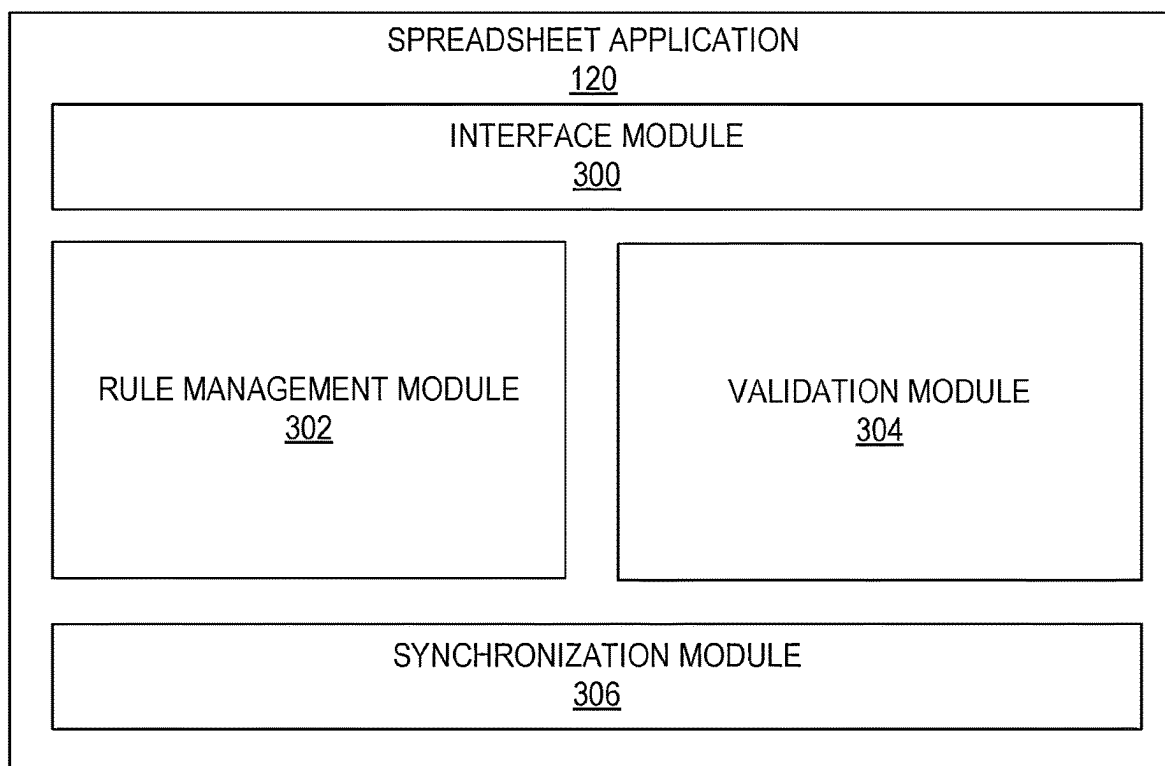 SPREADSHEET APPLICATION
120
INTERFACE MODULE
300
RULE MANAGEMENT MODULE
302
VALIDATION MODULE
304
SYNCHRONIZATION MODULE
306